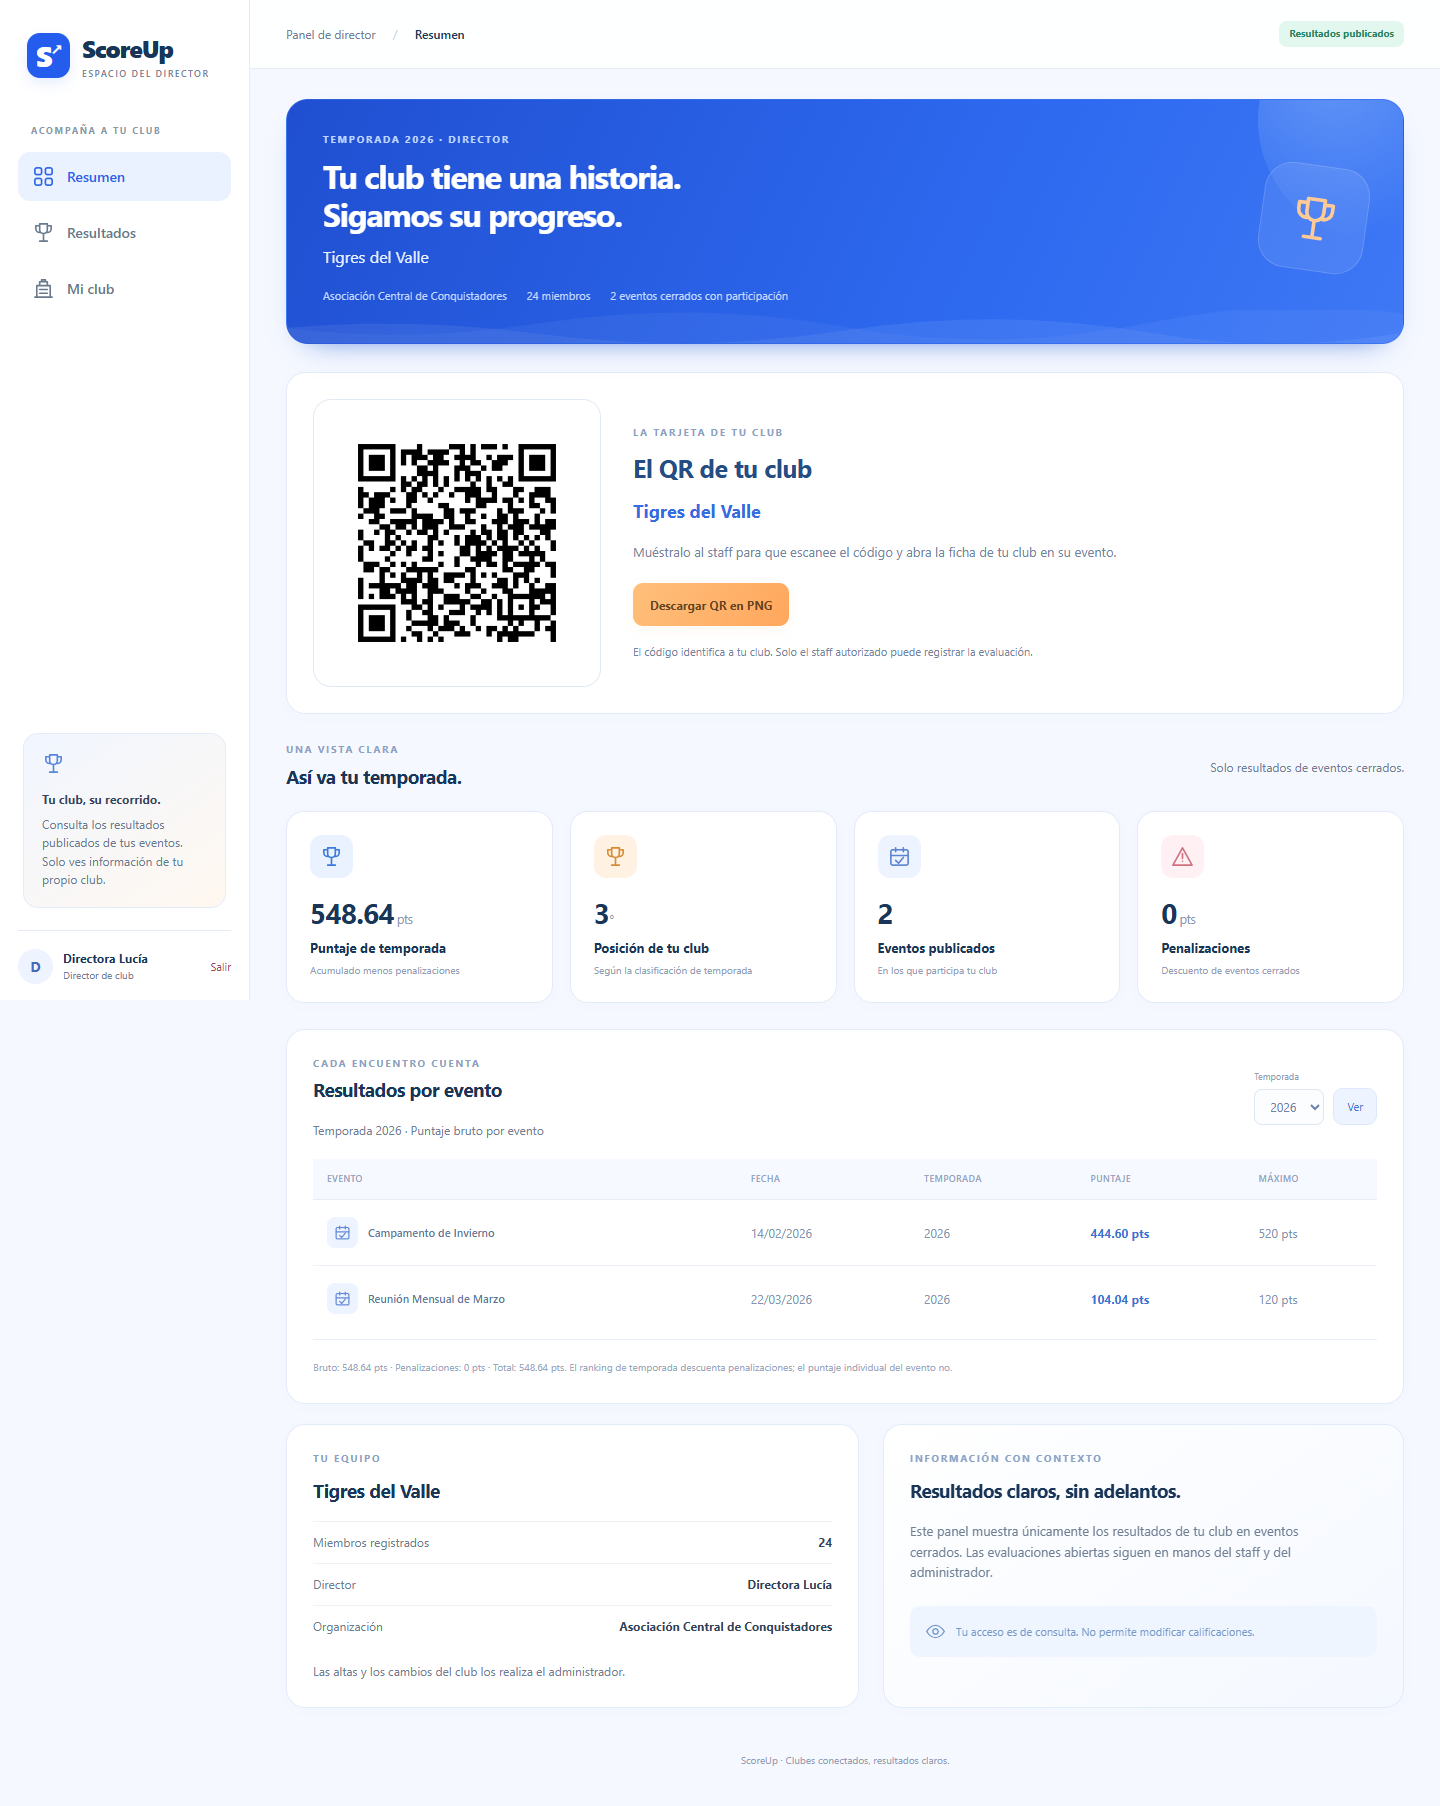 ScoreUp
ESPACIO DEL DIRECTOR
ACOMPAÑA A TU CLUB
Resumen
Resultados
Mi club
Tu club, su recorrido.
Consulta los resultados
publicados de tus eventos.
Solo ves información de tu
propio club.
D
Directora Lucía
Director de club
Salir
Panel de director / Resumen
Resultados publicados
TEMPORADA 2026 · DIRECTOR
Tu club tiene una historia.
Sigamos su progreso.
Tigres del Valle
Asociación Central de Conquistadores 24 miembros 2 eventos cerrados con participación
LA TARJETA DE TU CLUB
El QR de tu club
Tigres del Valle
Muéstralo al staff para que escanee el código y abra la ficha de tu club en su evento.
Descargar QR en PNG
El código identifica a tu club. Solo el staff autorizado puede registrar la evaluación.
UNA VISTA CLARA
Así va tu temporada.
Solo resultados de eventos cerrados.
548.64 pts
Puntaje de temporada
Acumulado menos penalizaciones
3°
Posición de tu club
Según la clasificación de temporada
2
Eventos publicados
En los que participa tu club
0 pts
Penalizaciones
Descuento de eventos cerrados
CADA ENCUENTRO CUENTA
Resultados por evento
Temporada 2026 · Puntaje bruto por evento
Temporada
2026
Ver
EVENTO FECHA TEMPORADA PUNTAJE MÁXIMO
Campamento de Invierno 14/02/2026 2026 444.60 pts 520 pts
Reunión Mensual de Marzo 22/03/2026 2026 104.04 pts 120 pts
Bruto: 548.64 pts · Penalizaciones: 0 pts · Total: 548.64 pts. El ranking de temporada descuenta penalizaciones; el puntaje individual del evento no.
TU EQUIPO
Tigres del Valle
Miembros registrados 24
Director Directora Lucía
Organización Asociación Central de Conquistadores
Las altas y los cambios del club los realiza el administrador.
INFORMACIÓN CON CONTEXTO
Resultados claros, sin adelantos.
Este panel muestra únicamente los resultados de tu club en eventos
cerrados. Las evaluaciones abiertas siguen en manos del staff y del
administrador.
Tu acceso es de consulta. No permite modificar calificaciones.
ScoreUp · Clubes conectados, resultados claros.